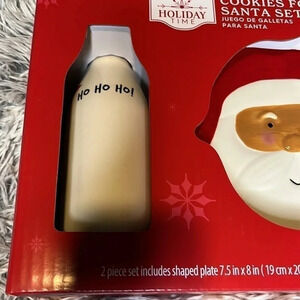 HOLIDAY
TIME
COOKIES FO
SANTA SET
JUEGO DE GALLETAS
PARA SANTA
HO HO HO!
2 piece set includes shaped plate 7.5 in x 8 in ( 19 cm x 20